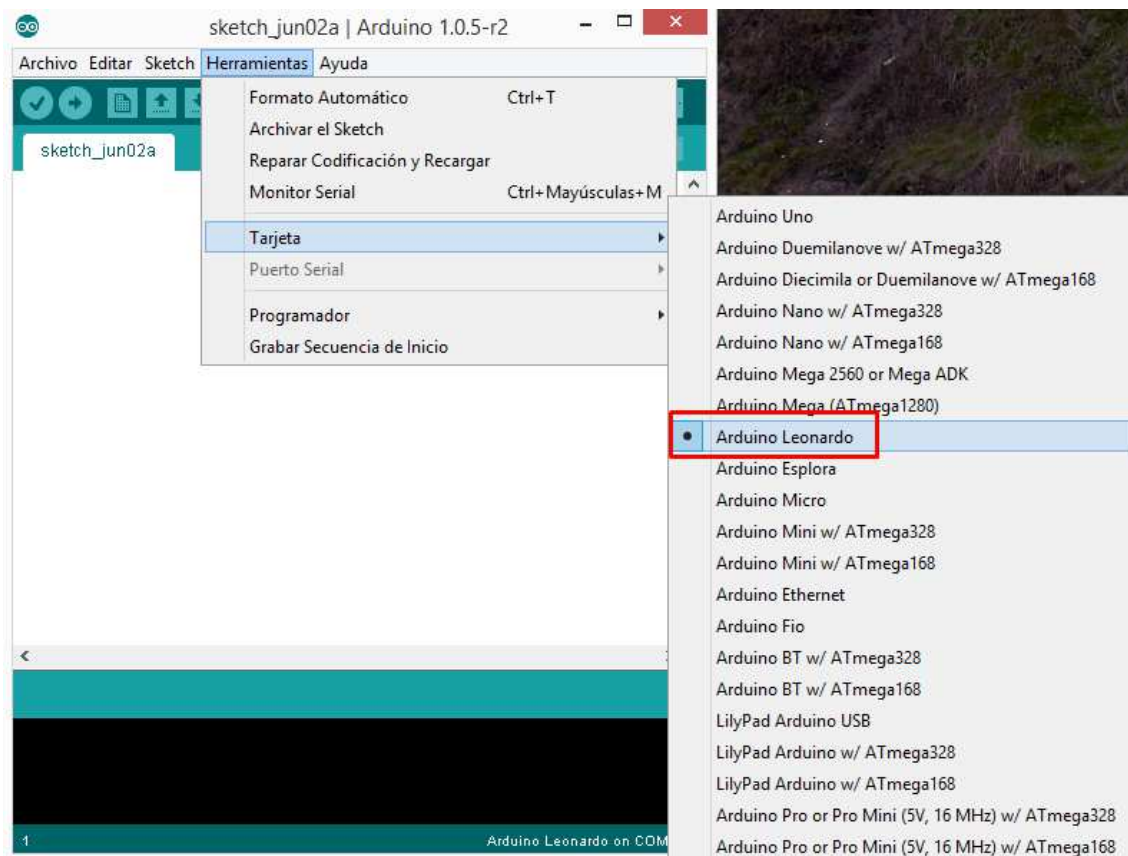 sketch_jun02a | Arduino 1.0.5-r2
Archivo Editar Sketch Herramientas Ayuda
sketch_jun02a
Formato Automático Ctrl+T
Archivar el Sketch
Reparar Codificación y Recargar
Monitor Serial Ctrl+Mayúsculas+M
Tarjeta
Puerto Serial
Programador
Grabar Secuencia de Inicio
Arduino Uno
Arduino Duemilanove w/ ATmega328
Arduino Diecimila or Duemilanove w/ ATmega168
Arduino Nano w/ ATmega328
Arduino Nano w/ ATmega168
Arduino Mega 2560 or Mega ADK
Arduino Mega (ATmega1280)
Arduino Leonardo
Arduino Esplora
Arduino Micro
Arduino Mini w/ ATmega328
Arduino Mini w/ ATmega168
Arduino Ethernet
Arduino Fio
Arduino BT w/ ATmega328
Arduino BT w/ ATmega168
LilyPad Arduino USB
LilyPad Arduino w/ ATmega328
LilyPad Arduino w/ ATmega168
Arduino Pro or Pro Mini (5V, 16 MHz) w/ ATmega328
Arduino Pro or Pro Mini (5V, 16 MHz) w/ ATmega168
1 Arduino Leonardo on COM